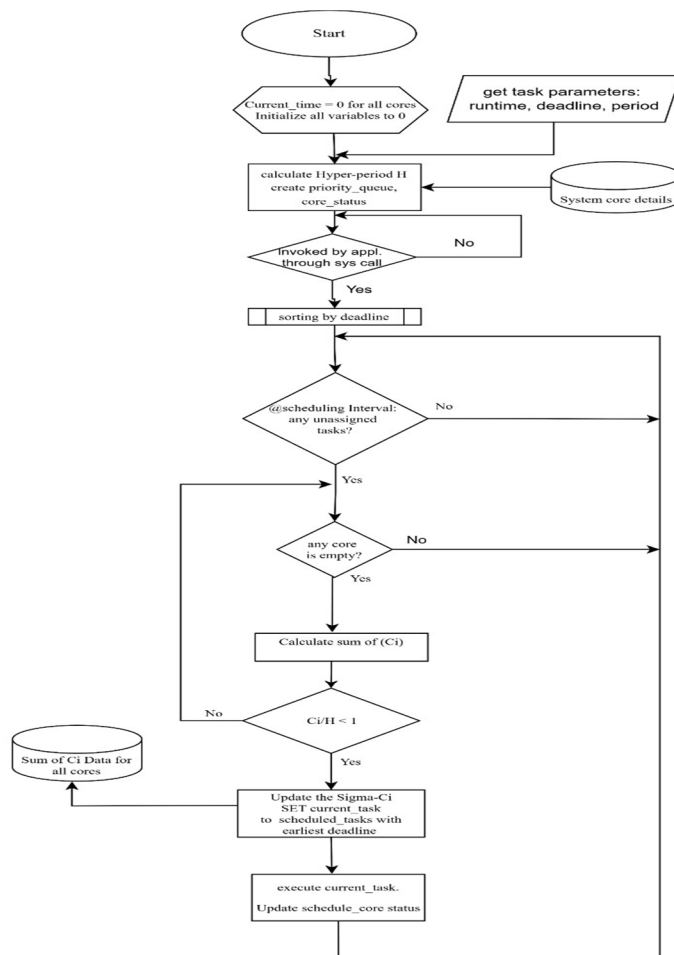 Start
Current_time = 0 for all cores
Initialize all variables to 0
get task parameters:
runtime, deadline, period
calculate Hyper-period H
create priority_queue,
core_status
System core details
Invoked by appl.
through sys call
No
Yes
sorting by deadline
@scheduling Interval:
any unassigned
tasks?
No
Yes
any core
is empty?
No
Yes
Calculate sum of (Ci)
Ci/H < 1
No
Yes
Sum of Ci Data for
all cores
Update the Sigma-Ci
SET current_task
to scheduled_tasks with
earliest deadline
execute current_task.
Update schedule_core status